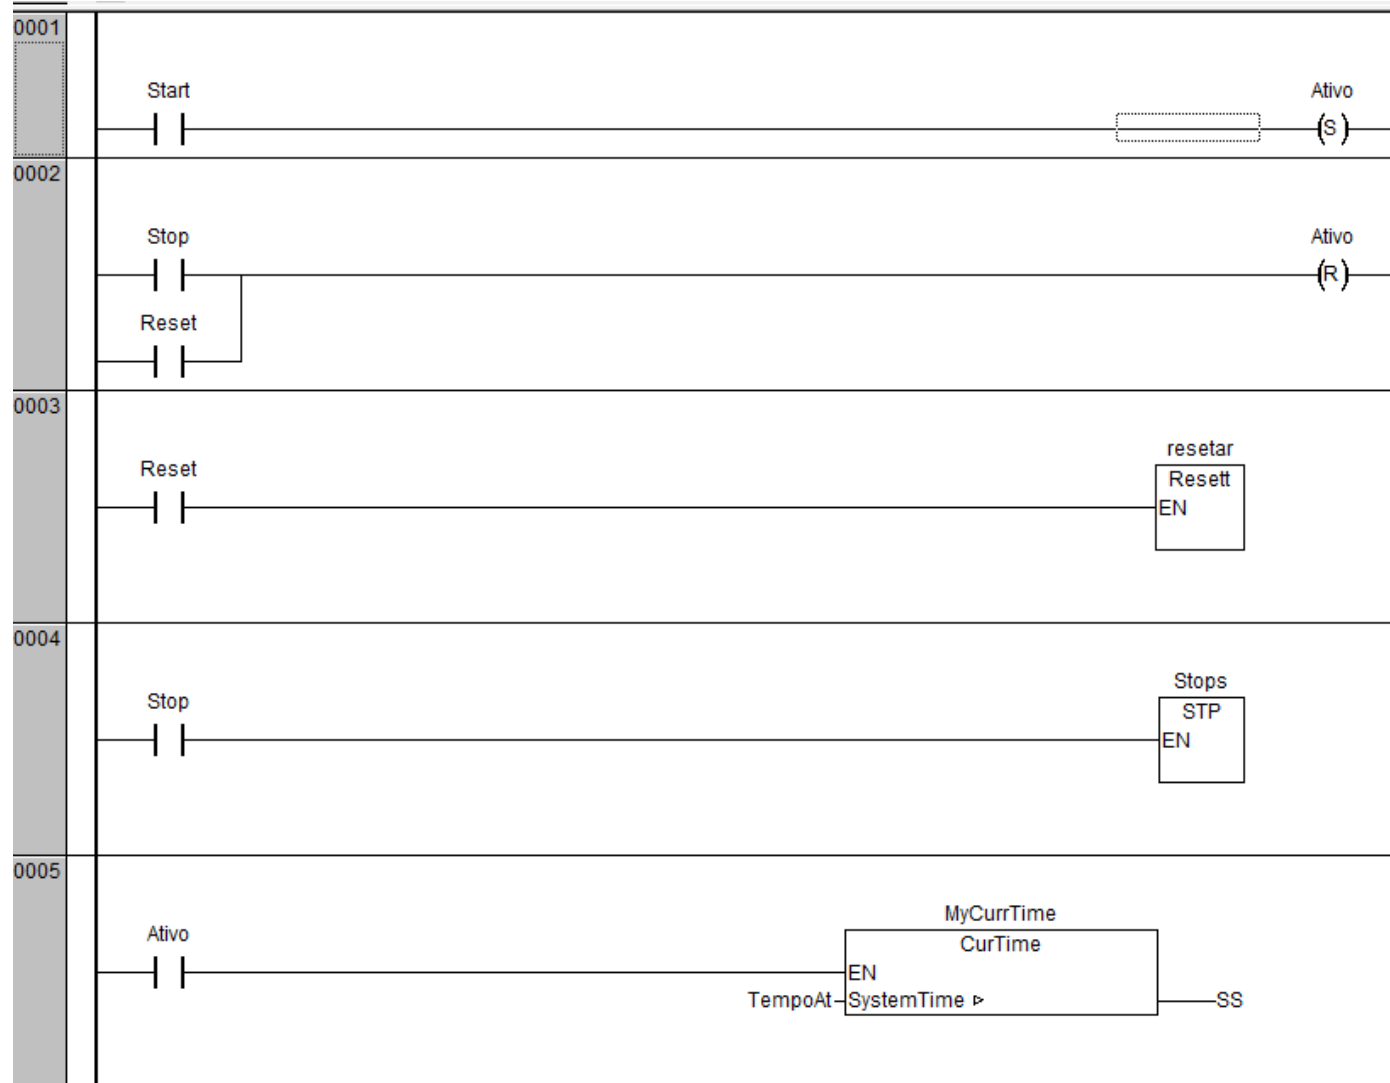 0001
Start
Ativo
S
0002
Stop
Ativo
R
Reset
0003
resetar
Reset
Resett
EN
0004
Stops
Stop
STP
EN
0005
MyCurrTime
Ativo
CurTime
EN
TempoAt SystemTime SS